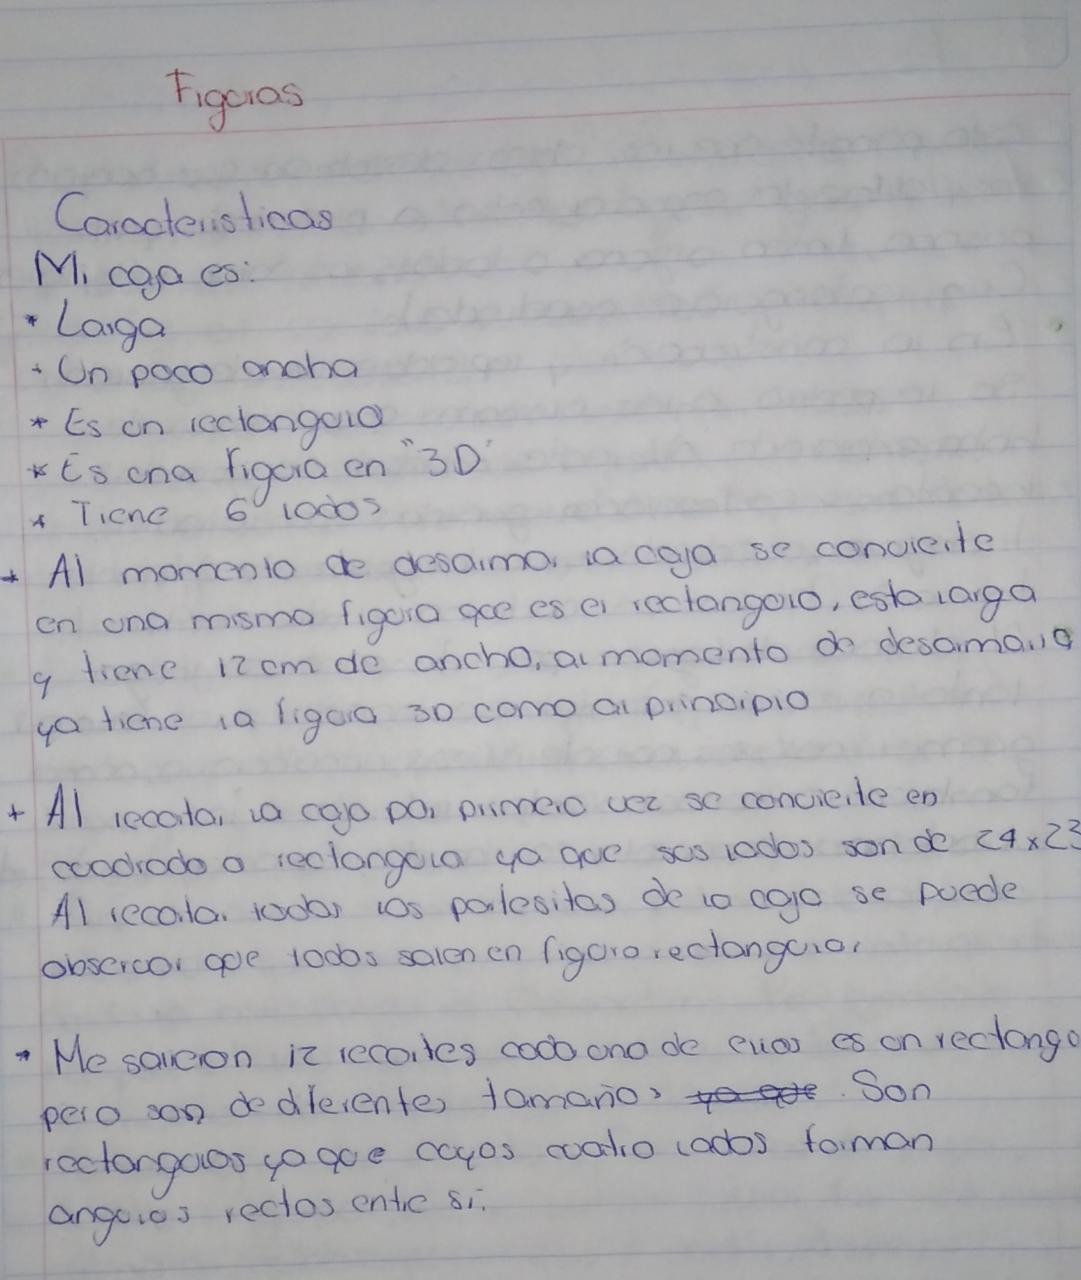 Figuras
Caracteristicas
Mi caja es:
* Larga
* Un poco ancha
* Es un rectangulo
* Es una figura en "3D"
* Tiene 6 lados
* Al momento de desarmar la caja se convierte
en una misma figura que es el rectangulo, esta larga
y tiene 12 cm de ancho, al momento de desarmarla
ya tiene la figura 3D como al principio
* Al recortar la caja por primera vez se convierte en
cuadrado o rectangulo ya que sus lados son de 24x23
Al recortar todas las partesitas de la caja se puede
observar que todos salen en figura rectangular
* Me salieron 12 recortes cada una de ellas es un rectangulo
pero son de diferentes tamaños ya que . Son
rectangulos ya que cuyos cuatro lados forman
angulos rectos entre si.